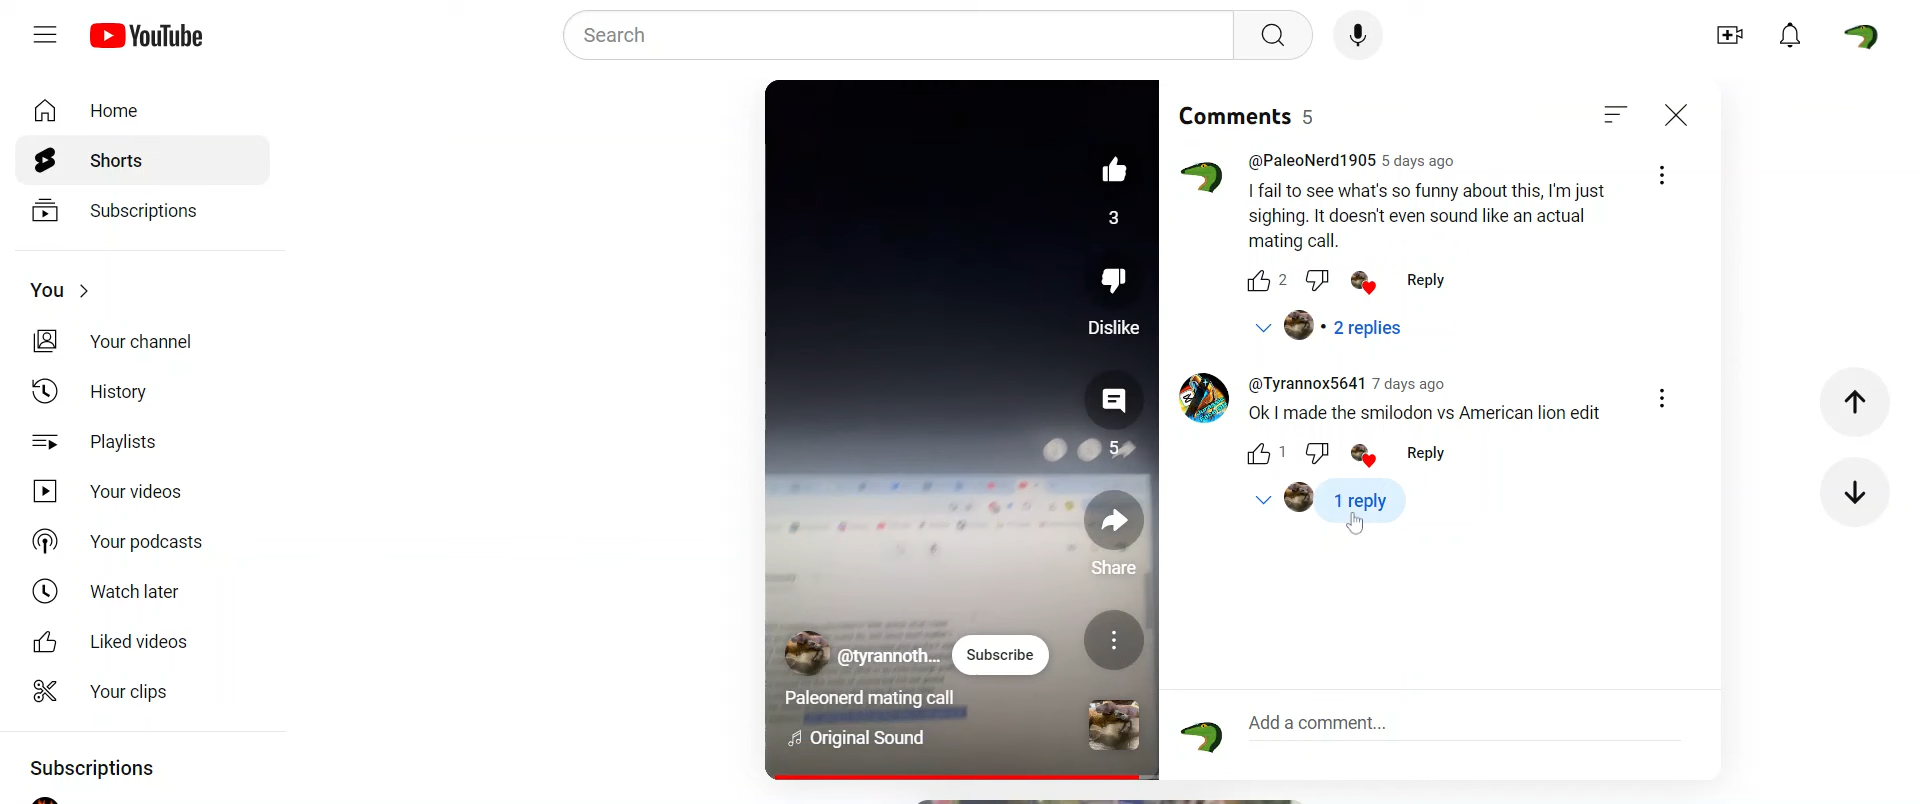 YouTube
Search
Home
Shorts
Subscriptions
You
Your channel
History
Playlists
Your videos
Your podcasts
Watch later
Liked videos
Your clips
Subscriptions
3
Dislike
5
Share
@tyrannoth...
Subscribe
Paleonerd mating call
Original Sound
Comments 5
@PaleoNerd1905 5 days ago
I fail to see what's so funny about this, I'm just
sighing. It doesn't even sound like an actual
mating call.
2
Reply
• 2 replies
@Tyrannox5641 7 days ago
Ok I made the smilodon vs American lion edit
1
Reply
1 reply
Add a comment...